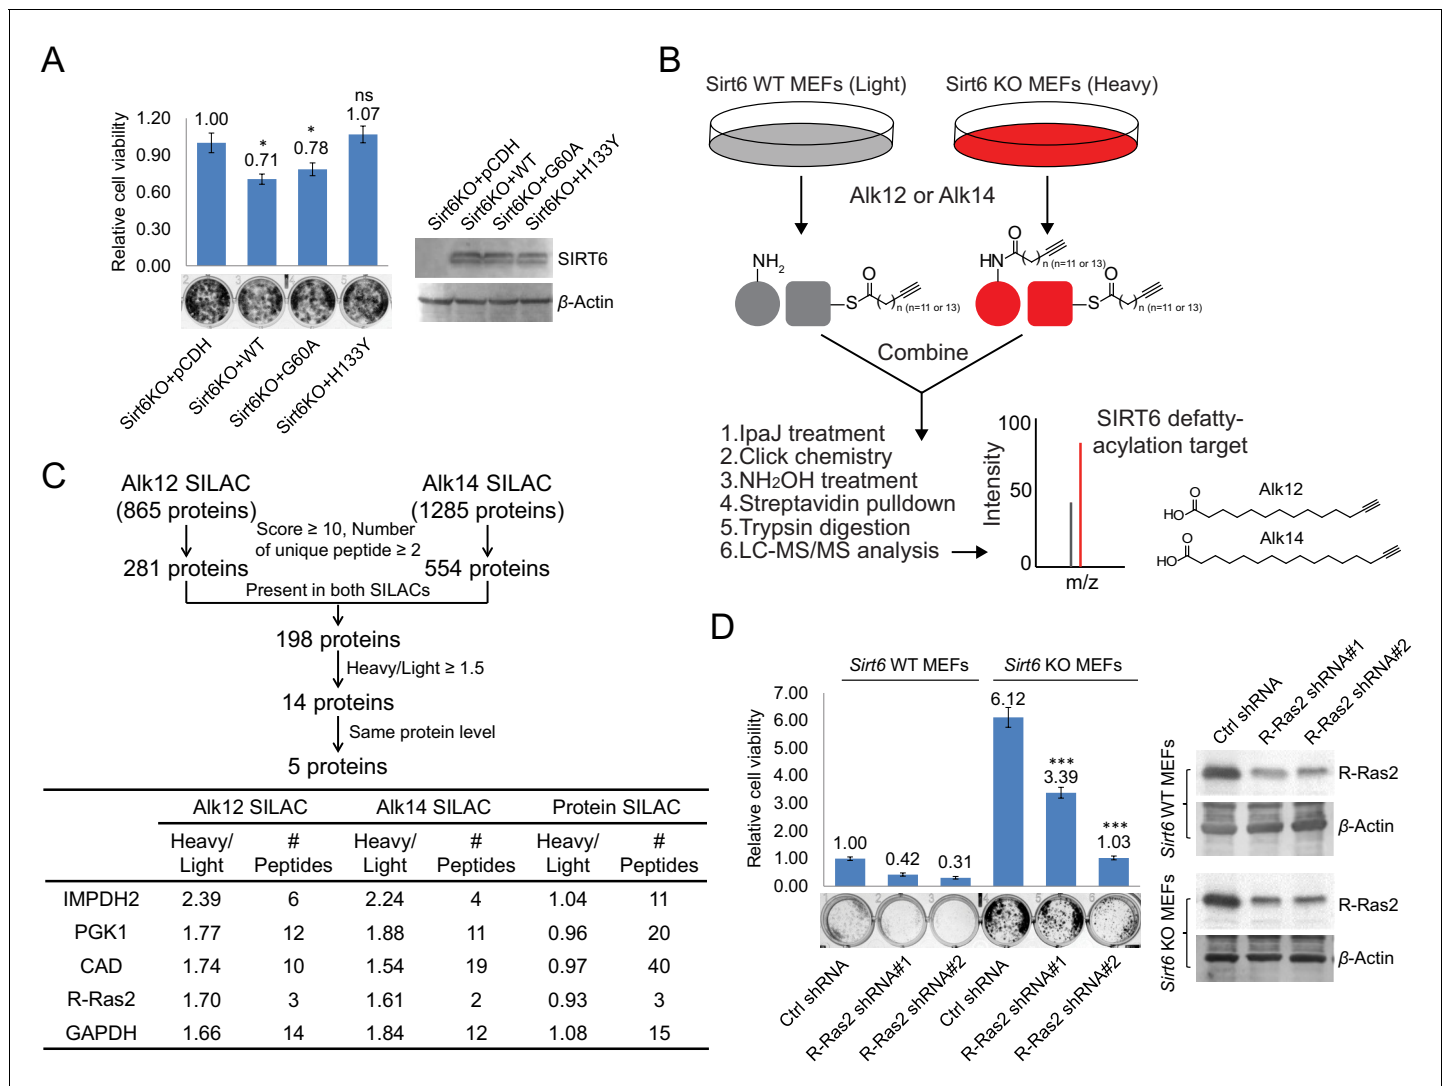 A
Relative cell viability
1.20
0.90
0.60
0.30
0.00
1.00
*
0.71
*
0.78
ns
1.07
Sirt6KO+pCDH
Sirt6KO+WT
Sirt6KO+G60A
Sirt6KO+H133Y
Sirt6KO+pCDH
Sirt6KO+WT
Sirt6KO+G60A
Sirt6KO+H133Y
SIRT6
β-Actin
B
Sirt6 WT MEFs (Light)
Sirt6 KO MEFs (Heavy)
Alk12 or Alk14
NH2
S
O
n (n=11 or 13)
HN
O
n (n=11 or 13)
S
O
n (n=11 or 13)
Combine
1.IpaJ treatment
2.Click chemistry
3.NH2OH treatment
4.Streptavidin pulldown
5.Trypsin digestion
6.LC-MS/MS analysis
Intensity
100
50
0
m/z
SIRT6 defatty-
acylation target
Alk12
O
HO
Alk14
O
HO
C
Alk12 SILAC
(865 proteins)
Alk14 SILAC
(1285 proteins)
Score ≥ 10, Number
of unique peptide ≥ 2
281 proteins
554 proteins
Present in both SILACs
198 proteins
Heavy/Light ≥ 1.5
14 proteins
Same protein level
5 proteins
Alk12 SILAC Alk14 SILAC Protein SILAC
Heavy/ # Heavy/ # Heavy/ #
Light Peptides Light Peptides Light Peptides
IMPDH2 2.39 6 2.24 4 1.04 11
PGK1 1.77 12 1.88 11 0.96 20
CAD 1.74 10 1.54 19 0.97 40
R-Ras2 1.70 3 1.61 2 0.93 3
GAPDH 1.66 14 1.84 12 1.08 15
D
Sirt6 WT MEFs
Sirt6 KO MEFs
Relative cell viability
7.00
6.00
5.00
4.00
3.00
2.00
1.00
0.00
1.00
0.42
0.31
6.12
***
3.39
***
1.03
Ctrl shRNA
R-Ras2 shRNA#1
R-Ras2 shRNA#2
Ctrl shRNA
R-Ras2 shRNA#1
R-Ras2 shRNA#2
Ctrl shRNA
R-Ras2 shRNA#1
R-Ras2 shRNA#2
Sirt6 WT MEFs
R-Ras2
β-Actin
Sirt6 KO MEFs
R-Ras2
β-Actin